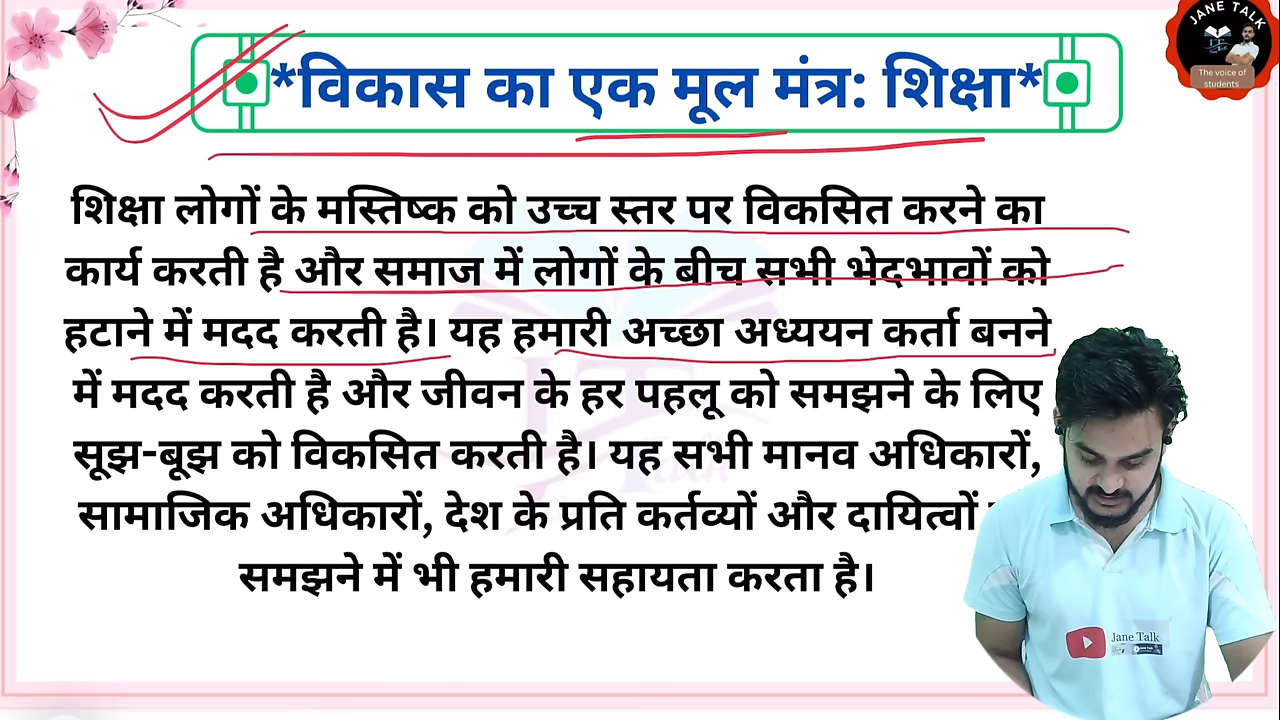 JANE TALK
The voice of
students
*विकास का एक मूल मंत्र: शिक्षा*
शिक्षा लोगों के मस्तिष्क को उच्च स्तर पर विकसित करने का
कार्य करती है और समाज में लोगों के बीच सभी भेदभावों को
हटाने में मदद करती है। यह हमारी अच्छा अध्ययन कर्ता बनने
में मदद करती है और जीवन के हर पहलू को समझने के लिए
सूझ-बूझ को विकसित करती है। यह सभी मानव अधिकारों,
सामाजिक अधिकारों, देश के प्रति कर्तव्यों और दायित्वों
समझने में भी हमारी सहायता करता है।
Jane Talk